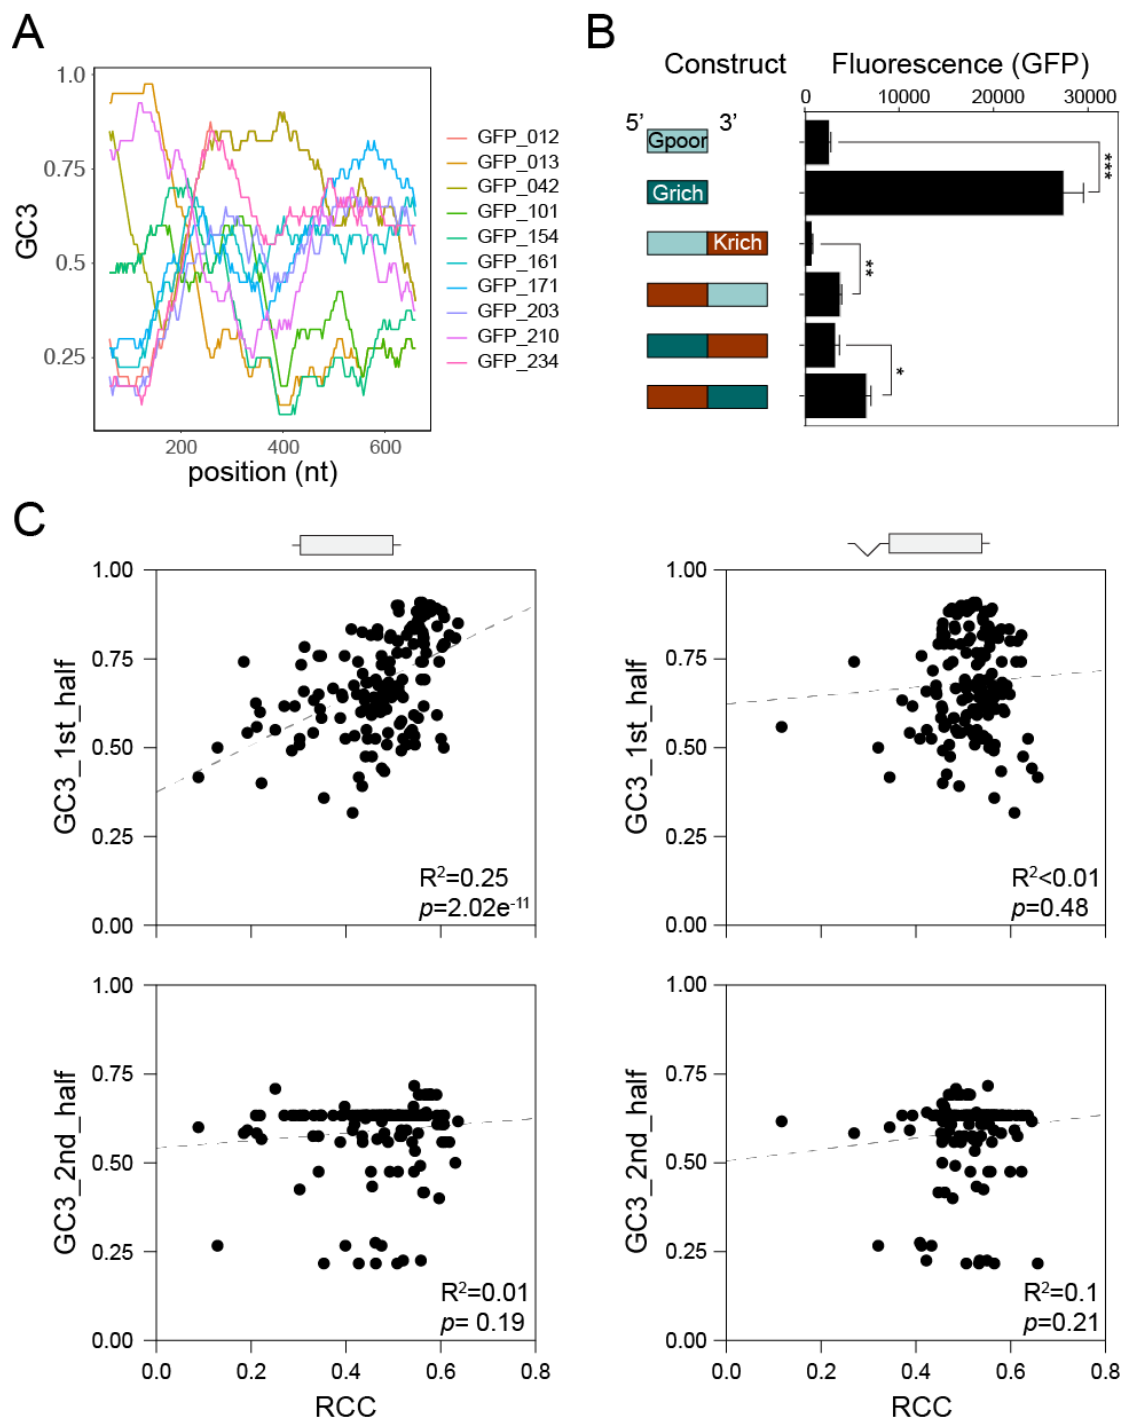 A
GC3
1.0
0.75
0.5
0.25
200
400
600
position (nt)
GFP_012
GFP_013
GFP_042
GFP_101
GFP_154
GFP_161
GFP_171
GFP_203
GFP_210
GFP_234
B
Construct
Fluorescence (GFP)
0
10000
20000
30000
5’
3’
Gpoor
Grich
Krich
***
**
*
C
GC3_1st_half
1.00
0.75
0.50
0.25
0.00
R²=0.25
p=2.02e⁻¹¹
GC3_1st_half
1.00
0.75
0.50
0.25
0.00
R²<0.01
p=0.48
GC3_2nd_half
1.00
0.75
0.50
0.25
0.00
R²=0.01
p= 0.19
0.0
0.2
0.4
0.6
0.8
RCC
GC3_2nd_half
1.00
0.75
0.50
0.25
0.00
R²=0.1
p=0.21
0.0
0.2
0.4
0.6
0.8
RCC